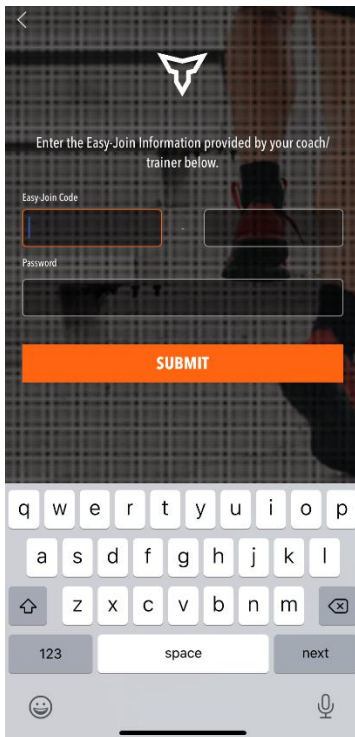 Enter the Easy-Join Information provided by your coach/
trainer below.
Easy-Join Code
-
Password
SUBMIT
q w e r t y u i o p
a s d f g h j k l
z x c v b n m
123 space next